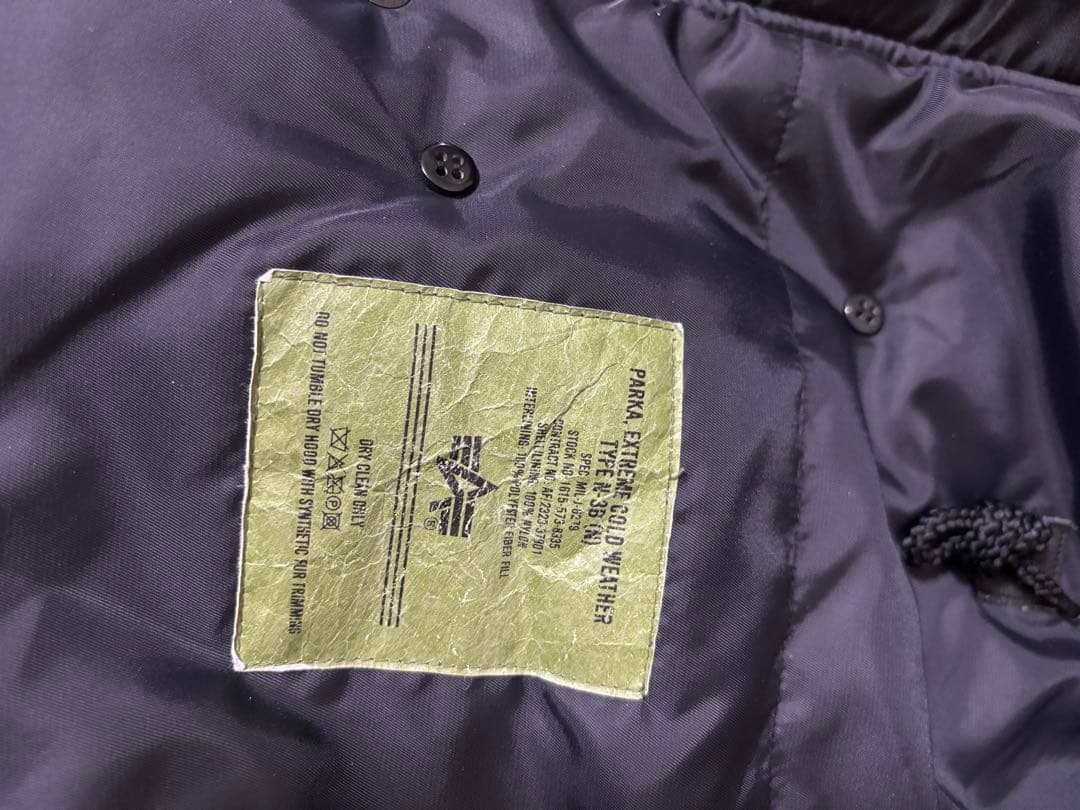 PARKA, EXTREME COLD WEATHER
TYPE N-3B (N)
SPEC MIL-J-6279
STOCK NO 1615-573-8335
CONTRACT NO. AF-2323-37901
SHELL/LINING: 100% NYLON
INTERLINING: 100% POLYESTER FIBER FILL
®
DRY CLEAN ONLY
DO NOT TUMBLE DRY HOOD WITH SYNTHETIC FUR TRIMMING